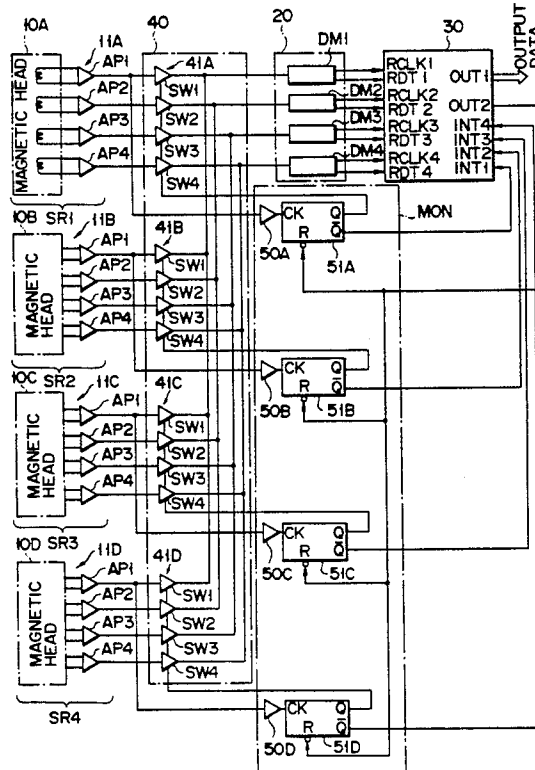 10A 11A 40 41A 20 DM1 30 OUTPUT DATA
MAGNETIC HEAD AP1 SW1 RCLK1 RDT1 OUT1
AP2 SW2 DM2 RCLK2 RDT2 OUT2
AP3 SW3 DM3 RCLK3 RDT3 INT4 INT3
AP4 SW4 DM4 RCLK4 RDT4 INT2 INT1
SR1 MON
50A CK Q R Q 51A
10B 11B 41B
MAGNETIC HEAD AP1 SW1
AP2 SW2
AP3 SW3
AP4 SW4
SR2
50B CK Q R Q 51B
10C 11C 41C
MAGNETIC HEAD AP1 SW1
AP2 SW2
AP3 SW3
AP4 SW4
SR3
50C CK Q R Q 51C
10D 11D 41D
MAGNETIC HEAD AP1 SW1
AP2 SW2
AP3 SW3
AP4 SW4
SR4
50D CK Q R Q 51D